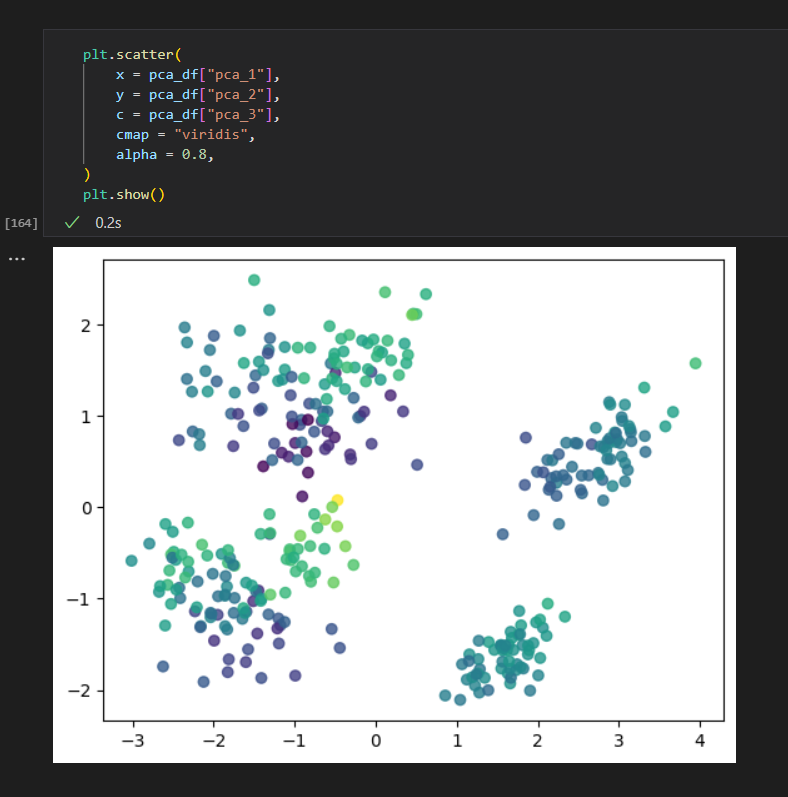 plt.scatter(
x = pca_df["pca_1"],
y = pca_df["pca_2"],
c = pca_df["pca_3"],
cmap = "viridis",
alpha = 0.8,
)
plt.show()
[164]
0.2s
...
2
1
0
−1
−2
−3 −2 −1 0 1 2 3 4